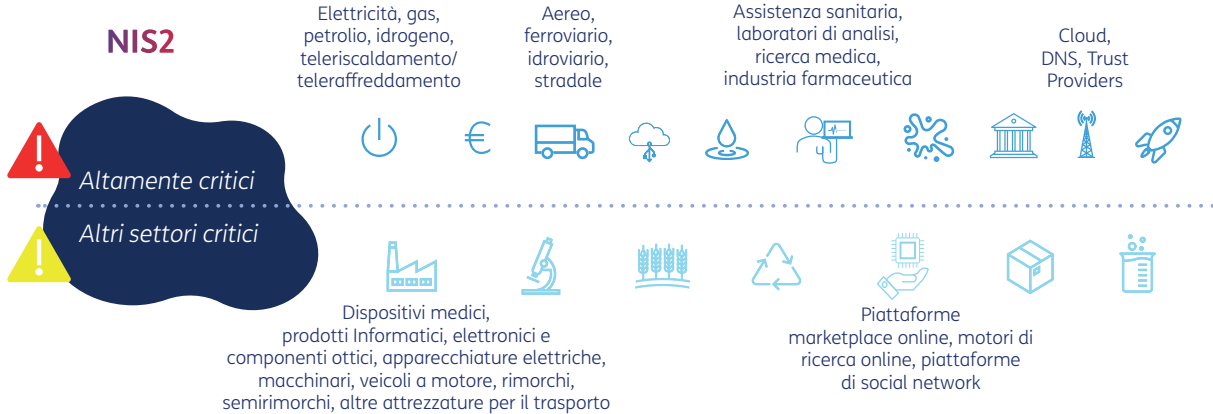 NIS2
Elettricità, gas,
petrolio, idrogeno,
teleriscaldamento/
teleraffreddamento
Aereo,
ferroviario,
idroviario,
stradale
Assistenza sanitaria,
laboratori di analisi,
ricerca medica,
industria farmaceutica
Cloud,
DNS, Trust
Providers
Altamente critici
Altri settori critici
Dispositivi medici,
prodotti Informatici, elettronici e
componenti ottici, apparecchiature elettriche,
macchinari, veicoli a motore, rimorchi,
semirimorchi, altre attrezzature per il trasporto
Piattaforme
marketplace online, motori di
ricerca online, piattaforme
di social network